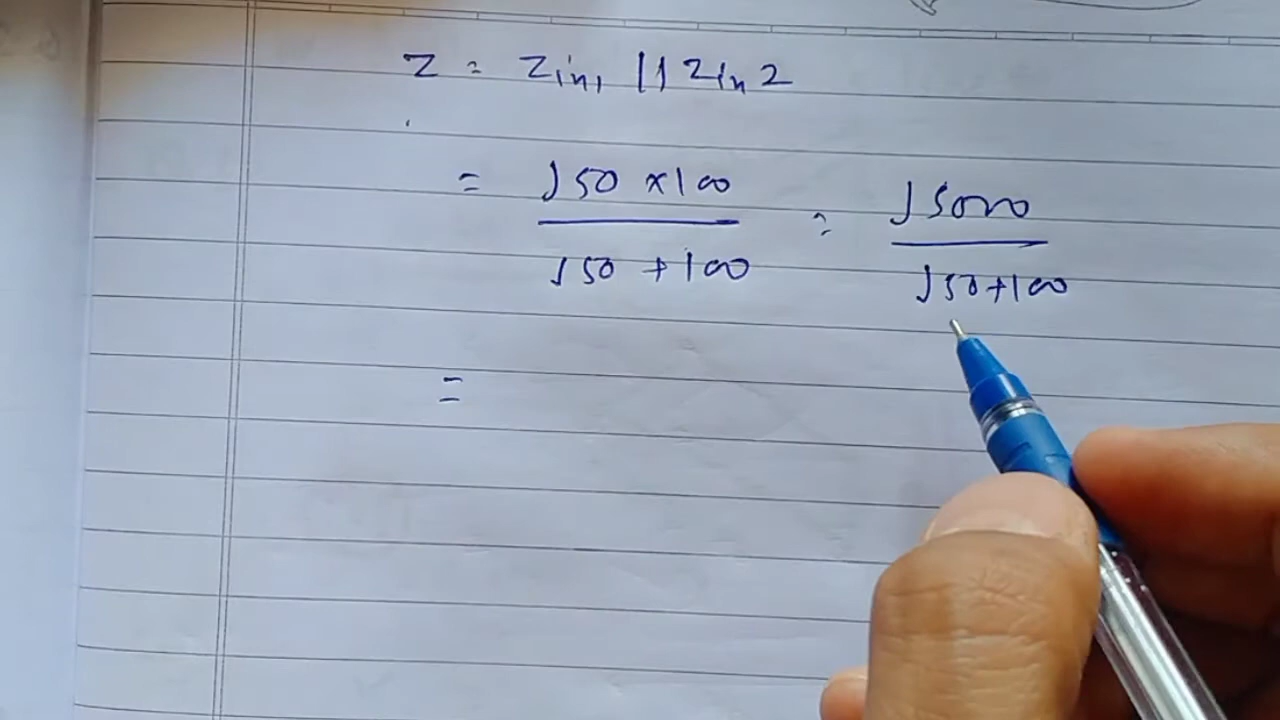 Z = Zin1 || Zin2
= J50 x 100 / J50 + 100 = J5000 / J50+100
=